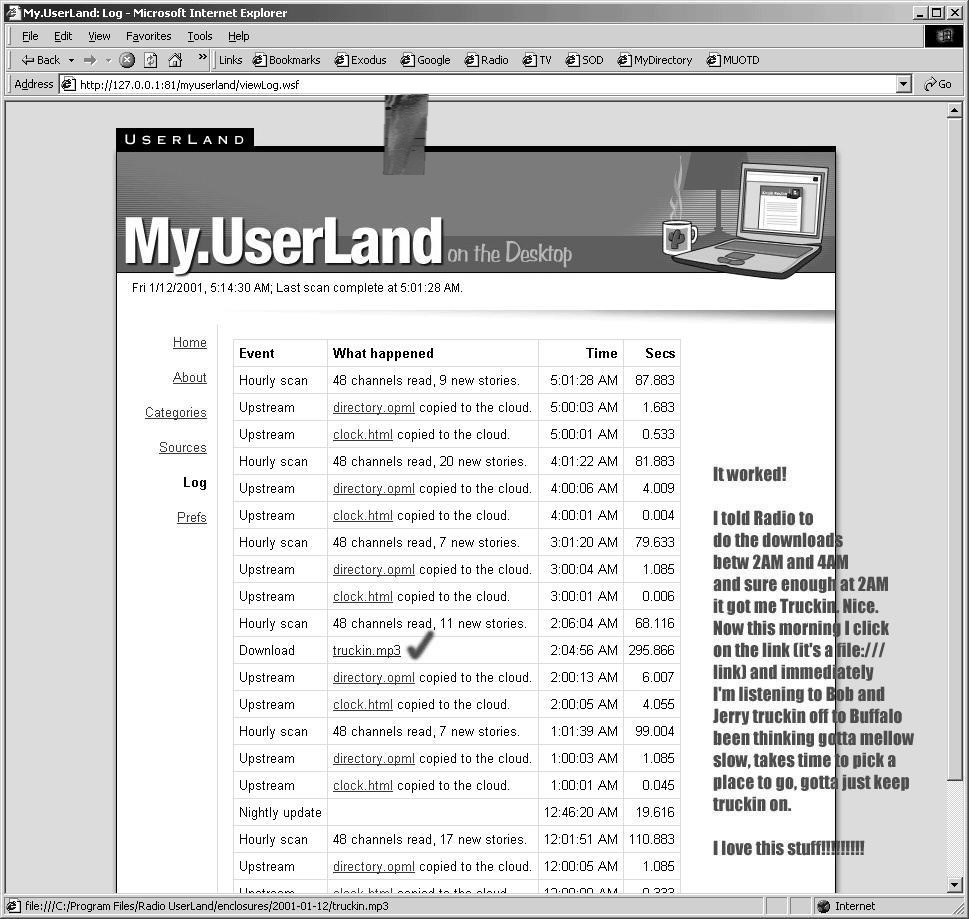 My.UserLand: Log - Microsoft Internet Explorer
File Edit View Favorites Tools Help
Back » Links Bookmarks Exodus Google Radio TV SOD MyDirectory MUOTD
Address http://127.0.0.1:81/myuserland/viewLog.wsf Go
USERLAND
My.UserLand on the Desktop
Fri 1/12/2001, 5:14:30 AM; Last scan complete at 5:01:28 AM.
Home
About
Categories
Sources
Log
Prefs
Event What happened Time Secs
Hourly scan 48 channels read, 9 new stories. 5:01:28 AM 87.883
Upstream directory.opml copied to the cloud. 5:00:03 AM 1.683
Upstream clock.html copied to the cloud. 5:00:01 AM 0.533
Hourly scan 48 channels read, 20 new stories. 4:01:22 AM 81.883
Upstream directory.opml copied to the cloud. 4:00:06 AM 4.009
Upstream clock.html copied to the cloud. 4:00:01 AM 0.004
Hourly scan 48 channels read, 7 new stories. 3:01:20 AM 79.633
Upstream directory.opml copied to the cloud. 3:00:04 AM 1.085
Upstream clock.html copied to the cloud. 3:00:01 AM 0.006
Hourly scan 48 channels read, 11 new stories. 2:06:04 AM 68.116
Download truckin.mp3 2:04:56 AM 295.866
Upstream directory.opml copied to the cloud. 2:00:13 AM 6.007
Upstream clock.html copied to the cloud. 2:00:05 AM 4.055
Hourly scan 48 channels read, 7 new stories. 1:01:39 AM 99.004
Upstream directory.opml copied to the cloud. 1:00:03 AM 1.085
Upstream clock.html copied to the cloud. 1:00:01 AM 0.045
Nightly update 12:46:20 AM 19.616
Hourly scan 48 channels read, 17 new stories. 12:01:51 AM 110.883
Upstream directory.opml copied to the cloud. 12:00:05 AM 1.085
Upstream clock.html copied to the cloud. 12:00:00 AM 0.333
It worked!
I told Radio to
do the downloads
betw 2AM and 4AM
and sure enough at 2AM
it got me Truckin. Nice.
Now this morning I click
on the link (it's a file:///
link) and immediately
I'm listening to Bob and
Jerry truckin off to Buffalo
been thinking gotta mellow
slow, takes time to pick a
place to go, gotta just keep
truckin on.
I love this stuff!!!!!!!!!
file:///C:/Program Files/Radio UserLand/enclosures/2001-01-12/truckin.mp3 Internet